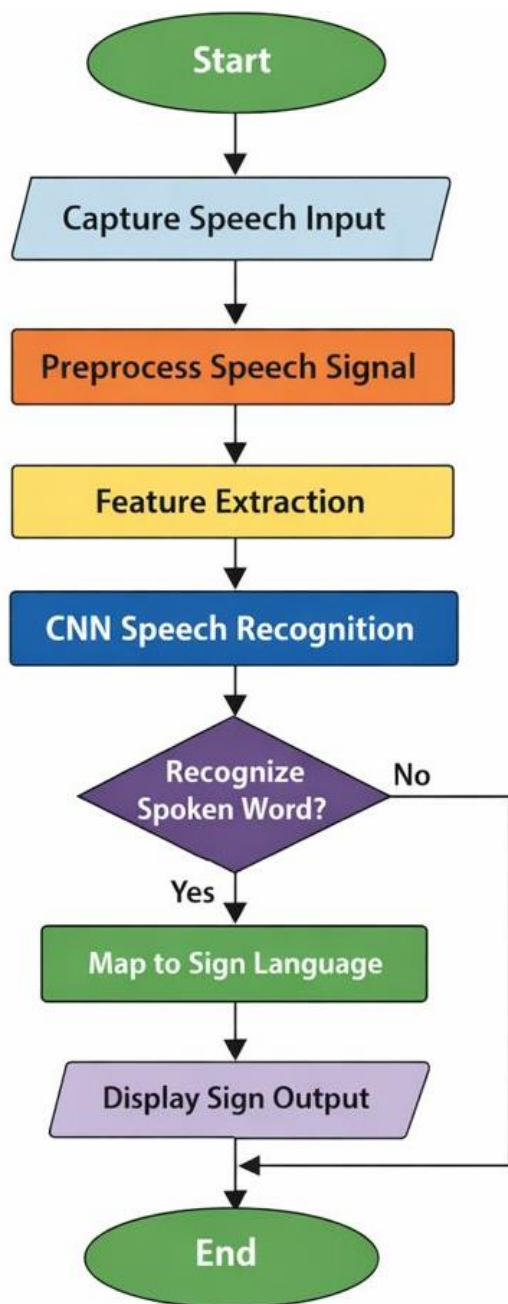 Start
Capture Speech Input
Preprocess Speech Signal
Feature Extraction
CNN Speech Recognition
Recognize
Spoken Word?
No
Yes
Map to Sign Language
Display Sign Output
End